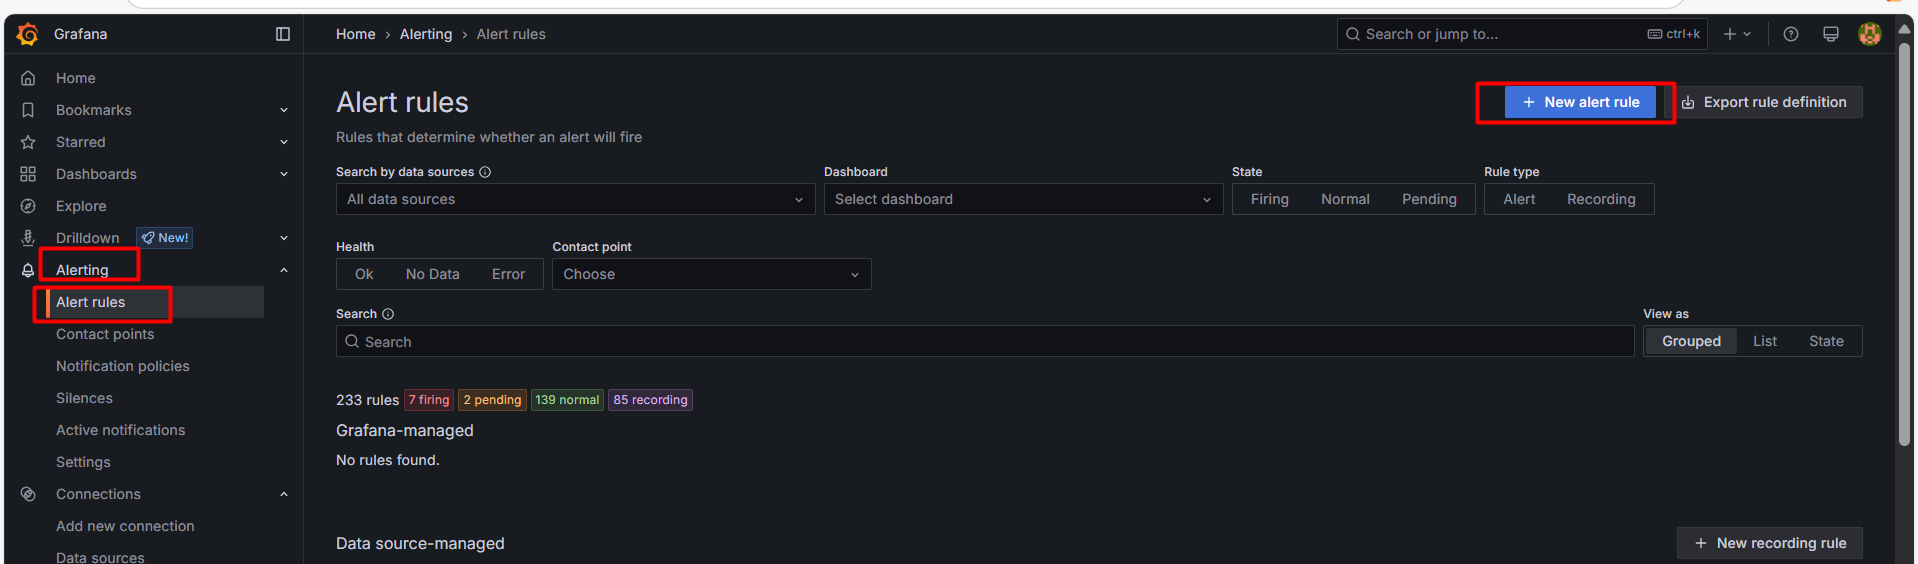 Grafana
Home › Alerting › Alert rules
Search or jump to...
ctrl+k
Home
Bookmarks
Starred
Dashboards
Explore
Drilldown New!
Alerting
Alert rules
Contact points
Notification policies
Silences
Active notifications
Settings
Connections
Add new connection
Data sources
Alert rules
+ New alert rule
Export rule definition
Rules that determine whether an alert will fire
Search by data sources
Dashboard
State
Rule type
All data sources
Select dashboard
Firing Normal Pending
Alert Recording
Health
Contact point
Ok No Data Error
Choose
Search
View as
Search
Grouped List State
233 rules 7 firing 2 pending 139 normal 85 recording
Grafana-managed
No rules found.
Data source-managed
+ New recording rule